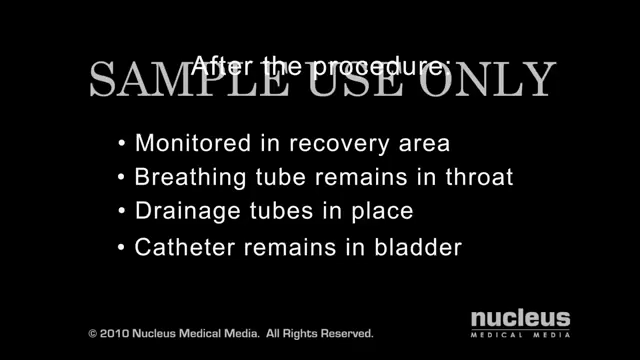 After the procedure:
SAMPLE USE ONLY
• Monitored in recovery area
• Breathing tube remains in throat
• Drainage tubes in place
• Catheter remains in bladder
nucleus
MEDICAL MEDIA
© 2010 Nucleus Medical Media. All Rights Reserved.